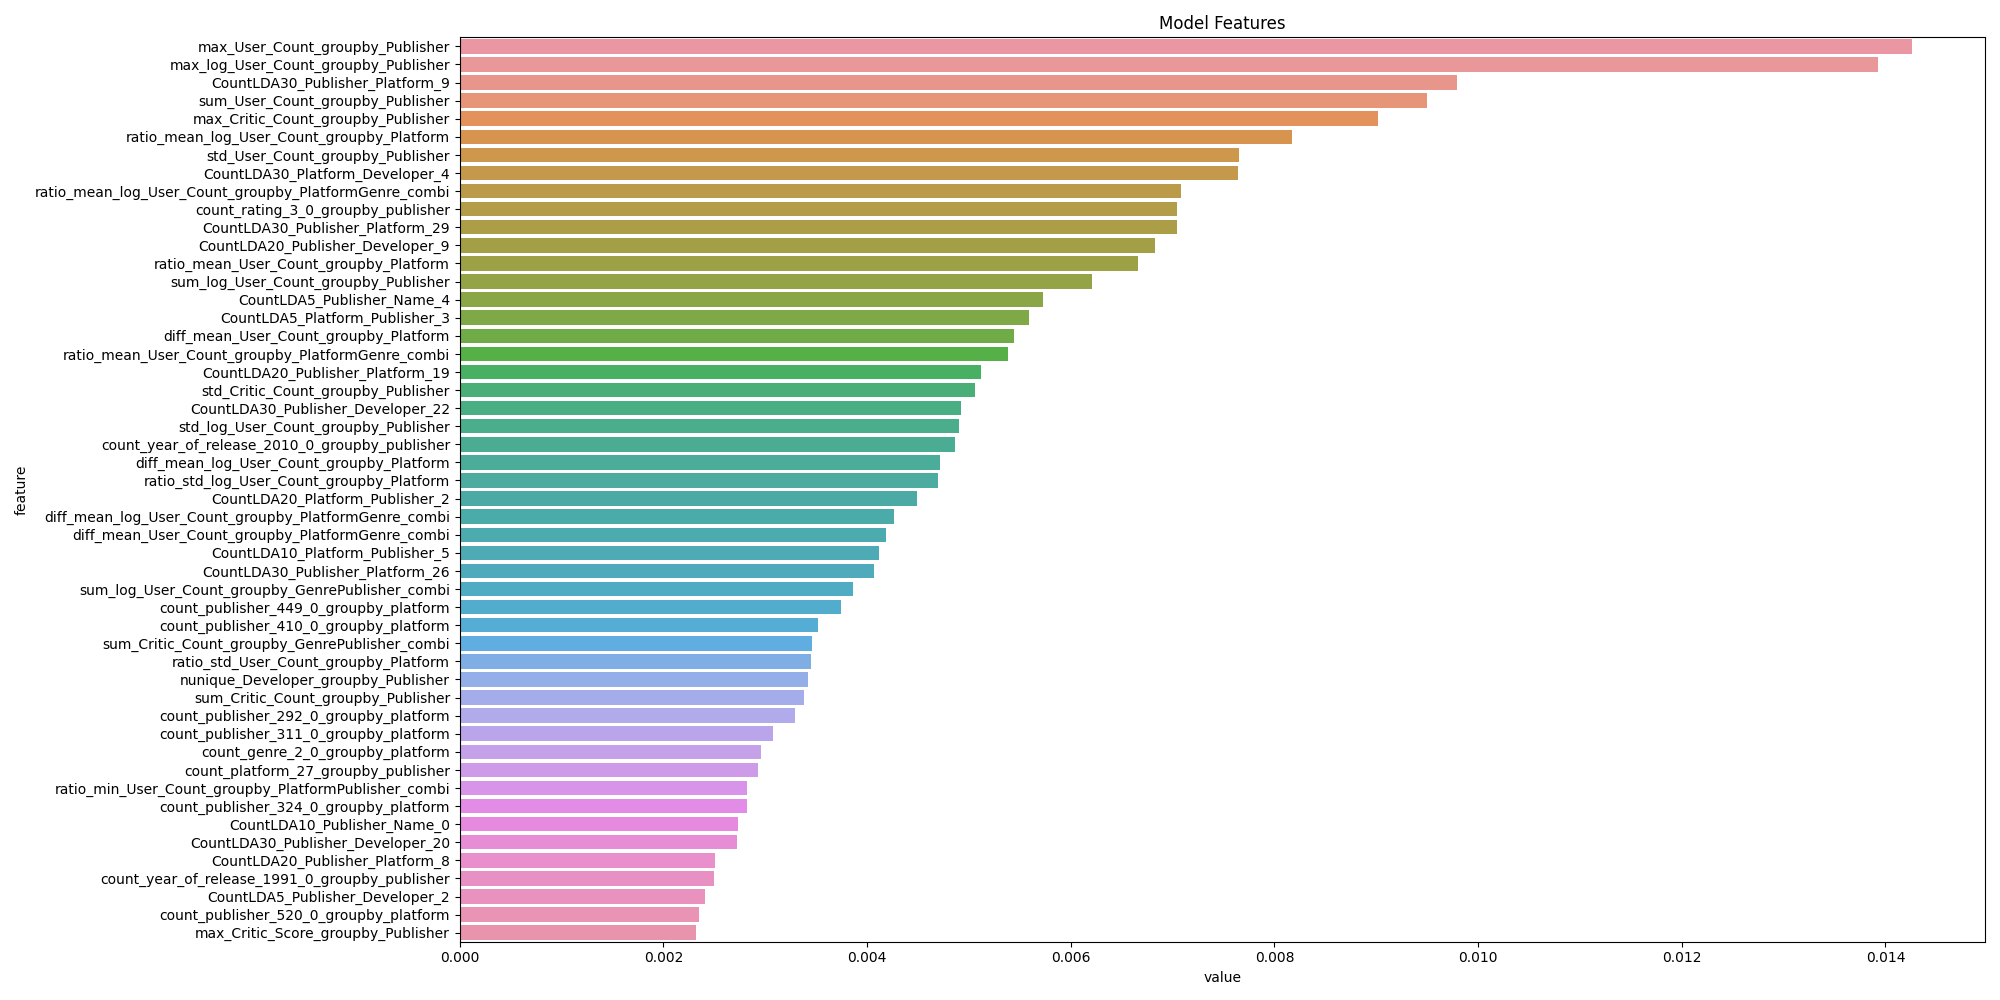 Model Features
max_User_Count_groupby_Publisher
max_log_User_Count_groupby_Publisher
CountLDA30_Publisher_Platform_9
sum_User_Count_groupby_Publisher
max_Critic_Count_groupby_Publisher
ratio_mean_log_User_Count_groupby_Platform
std_User_Count_groupby_Publisher
CountLDA30_Platform_Developer_4
ratio_mean_log_User_Count_groupby_PlatformGenre_combi
count_rating_3_0_groupby_publisher
CountLDA30_Publisher_Platform_29
CountLDA20_Publisher_Developer_9
ratio_mean_User_Count_groupby_Platform
sum_log_User_Count_groupby_Publisher
CountLDA5_Publisher_Name_4
CountLDA5_Platform_Publisher_3
diff_mean_User_Count_groupby_Platform
ratio_mean_User_Count_groupby_PlatformGenre_combi
CountLDA20_Publisher_Platform_19
std_Critic_Count_groupby_Publisher
CountLDA30_Publisher_Developer_22
std_log_User_Count_groupby_Publisher
count_year_of_release_2010_0_groupby_publisher
diff_mean_log_User_Count_groupby_Platform
ratio_std_log_User_Count_groupby_Platform
CountLDA20_Platform_Publisher_2
diff_mean_log_User_Count_groupby_PlatformGenre_combi
diff_mean_User_Count_groupby_PlatformGenre_combi
CountLDA10_Platform_Publisher_5
CountLDA30_Publisher_Platform_26
sum_log_User_Count_groupby_GenrePublisher_combi
count_publisher_449_0_groupby_platform
count_publisher_410_0_groupby_platform
sum_Critic_Count_groupby_GenrePublisher_combi
ratio_std_User_Count_groupby_Platform
nunique_Developer_groupby_Publisher
sum_Critic_Count_groupby_Publisher
count_publisher_292_0_groupby_platform
count_publisher_311_0_groupby_platform
count_genre_2_0_groupby_platform
count_platform_27_groupby_publisher
ratio_min_User_Count_groupby_PlatformPublisher_combi
count_publisher_324_0_groupby_platform
CountLDA10_Publisher_Name_0
CountLDA30_Publisher_Developer_20
CountLDA20_Publisher_Platform_8
count_year_of_release_1991_0_groupby_publisher
CountLDA5_Publisher_Developer_2
count_publisher_520_0_groupby_platform
max_Critic_Score_groupby_Publisher
feature
0.000 0.002 0.004 0.006 0.008 0.010 0.012 0.014
value